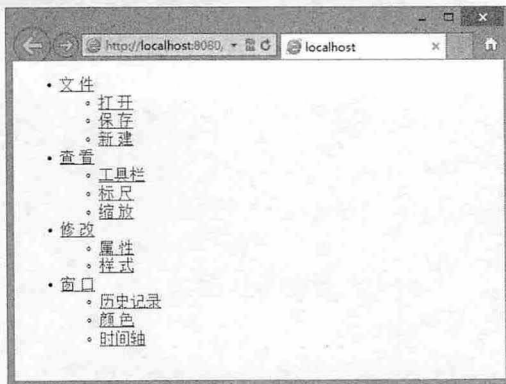 http://localhost:8080/
localhost
文件
打开
保存
新建
查看
工具栏
标尺
缩放
修改
属性
样式
窗口
历史记录
颜色
时间轴